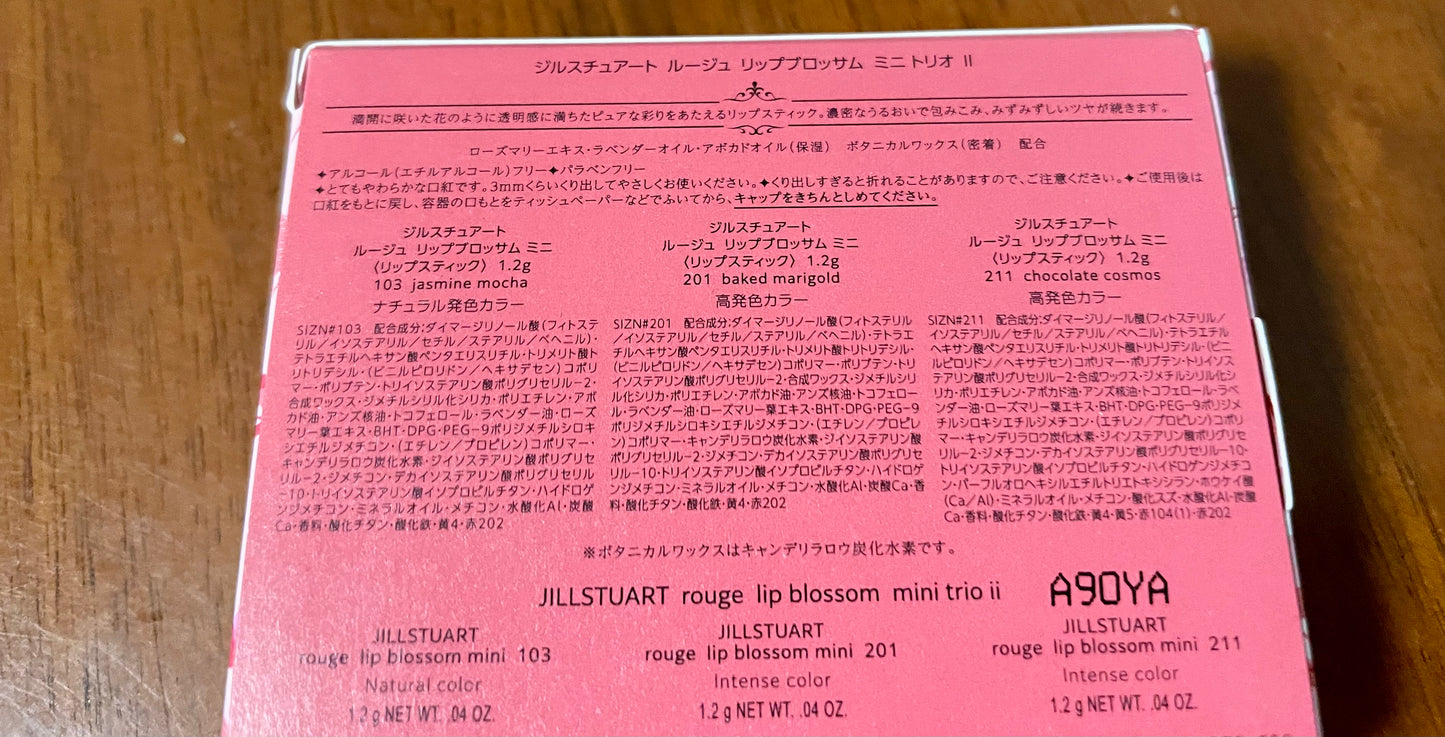 ジルスチュアート ルージュ リップブロッサム ミニ トリオ II
満開に咲いた花のように透明感に満ちたピュアな彩りをあたえるリップスティック。濃密なうるおいで包みこみ、みずみずしいツヤが続きます。
ローズマリーエキス・ラベンダーオイル・アボカドオイル(保湿) ボタニカルワックス(密着) 配合
✦アルコール(エチルアルコール)フリー✦パラベンフリー
✦とてもやわらかな口紅です。3mmくらいくり出してやさしくお使いください。✦くり出しすぎると折れることがありますので、ご注意ください。✦ご使用後は
口紅をもとに戻し、容器の口もとをティッシュペーパーなどでふいてから、キャップをきちんとしめてください。
ジルスチュアート
ルージュ リップブロッサム ミニ
〈リップスティック〉 1.2g
103 jasmine mocha
ナチュラル発色カラー
SIZN#103 配合成分:ダイマージリノール酸(フィトステ
リル/イソステアリル/セチル/ステアリル/ベヘニル)・
テトラエチルヘキサン酸ペンタエリスリチル・トリメリト酸ト
リトリデシル・(ビニルピロリドン/ヘキサデセン)コポリ
マー・ポリブテン・トリイソステアリン酸ポリグリセリル-2・
合成ワックス・ジメチルシリル化シリカ・ポリエチレン・アボ
カド油・アンズ核油・トコフェロール・ラベンダー油・ローズ
マリー葉エキス・BHT・DPG・PEG-9ポリジメチルシロキ
シエチルジメチコン・(エチレン/プロピレン)コポリマー・
キャンデリラロウ炭化水素・ジイソステアリン酸ポリグリセ
リル-2・ジメチコン・デカイソステアリン酸ポリグリセリル
-10・トリイソステアリン酸イソプロピルチタン・ハイドロゲ
ンジメチコン・ミネラルオイル・メチコン・水酸化Al・炭酸
Ca・香料・酸化チタン・酸化鉄・黄4・赤202
ジルスチュアート
ルージュ リップブロッサム ミニ
〈リップスティック〉 1.2g
201 baked marigold
高発色カラー
SIZN#201 配合成分:ダイマージリノール酸(フィトステリル
/イソステアリル/セチル/ステアリル/ベヘニル)・テトラエ
チルヘキサン酸ペンタエリスリチル・トリメリト酸トリトリデシル・
(ビニルピロリドン/ヘキサデセン)コポリマー・ポリブテン・トリ
イソステアリン酸ポリグリセリル-2・合成ワックス・ジメチルシリ
ル化シリカ・ポリエチレン・アボカド油・アンズ核油・トコフェロー
ル・ラベンダー油・ローズマリー葉エキス・BHT・DPG・PEG-9
ポリジメチルシロキシエチルジメチコン・(エチレン/プロピレ
ン)コポリマー・キャンデリラロウ炭化水素・ジイソステアリン酸
ポリグリセリル-2・ジメチコン・デカイソステアリン酸ポリグリセ
リル-10・トリイソステアリン酸イソプロピルチタン・ハイドロゲ
ンジメチコン・ミネラルオイル・メチコン・水酸化Al・炭酸Ca・香
料・酸化チタン・酸化鉄・黄4・赤202
ジルスチュアート
ルージュ リップブロッサム ミニ
〈リップスティック〉 1.2g
211 chocolate cosmos
高発色カラー
SIZN#211 配合成分:ダイマージリノール酸(フィトステリル/
イソステアリル/セチル/ステアリル/ベヘニル)・テトラエチル
ヘキサン酸ペンタエリスリチル・トリメリト酸トリトリデシル・(ビニ
ルピロリドン/ヘキサデセン)コポリマー・ポリブテン・トリイソス
テアリン酸ポリグリセリル-2・合成ワックス・ジメチルシリル化シ
リカ・ポリエチレン・アボカド油・アンズ核油・トコフェロール・ラベ
ンダー油・ローズマリー葉エキス・BHT・DPG・PEG-9ポリジメ
チルシロキシエチルジメチコン・(エチレン/プロピレン)コポリ
マー・キャンデリラロウ炭化水素・ジイソステアリン酸ポリグリセ
リル-2・ジメチコン・デカイソステアリン酸ポリグリセリル-10・
トリイソステアリン酸イソプロピルチタン・ハイドロゲンジメチコ
ン・パーフルオロヘキシルエチルトリエトキシシラン・ホウケイ酸
(Ca/Al)・ミネラルオイル・メチコン・酸化スズ・水酸化Al・炭酸
Ca・香料・酸化チタン・酸化鉄・黄4・黄5・赤104(1)・赤202
※ボタニカルワックスはキャンデリラロウ炭化水素です。
JILLSTUART rouge lip blossom mini trio ii A90YA
JILLSTUART
rouge lip blossom mini 103
Natural color
1.2 g NET WT. .04 OZ.
JILLSTUART
rouge lip blossom mini 201
Intense color
1.2 g NET WT. .04 OZ.
JILLSTUART
rouge lip blossom mini 211
Intense color
1.2 g NET WT. .04 OZ.